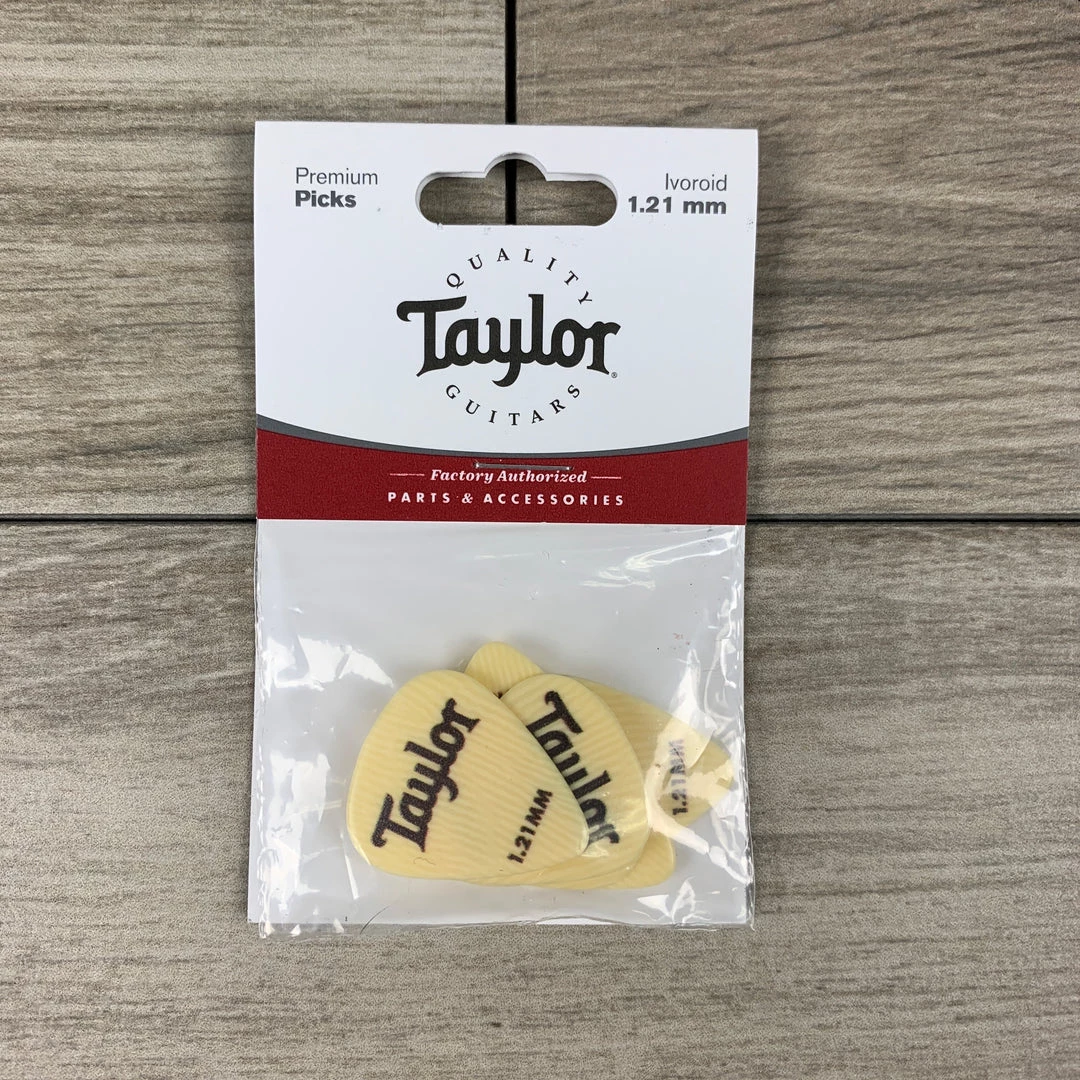 Premium
Picks
Ivoroid
1.21 mm
QUALITY
Taylor®
GUITARS
Factory Authorized
PARTS & ACCESSORIES
Taylor
1.21MM
Taylor
1.21MM